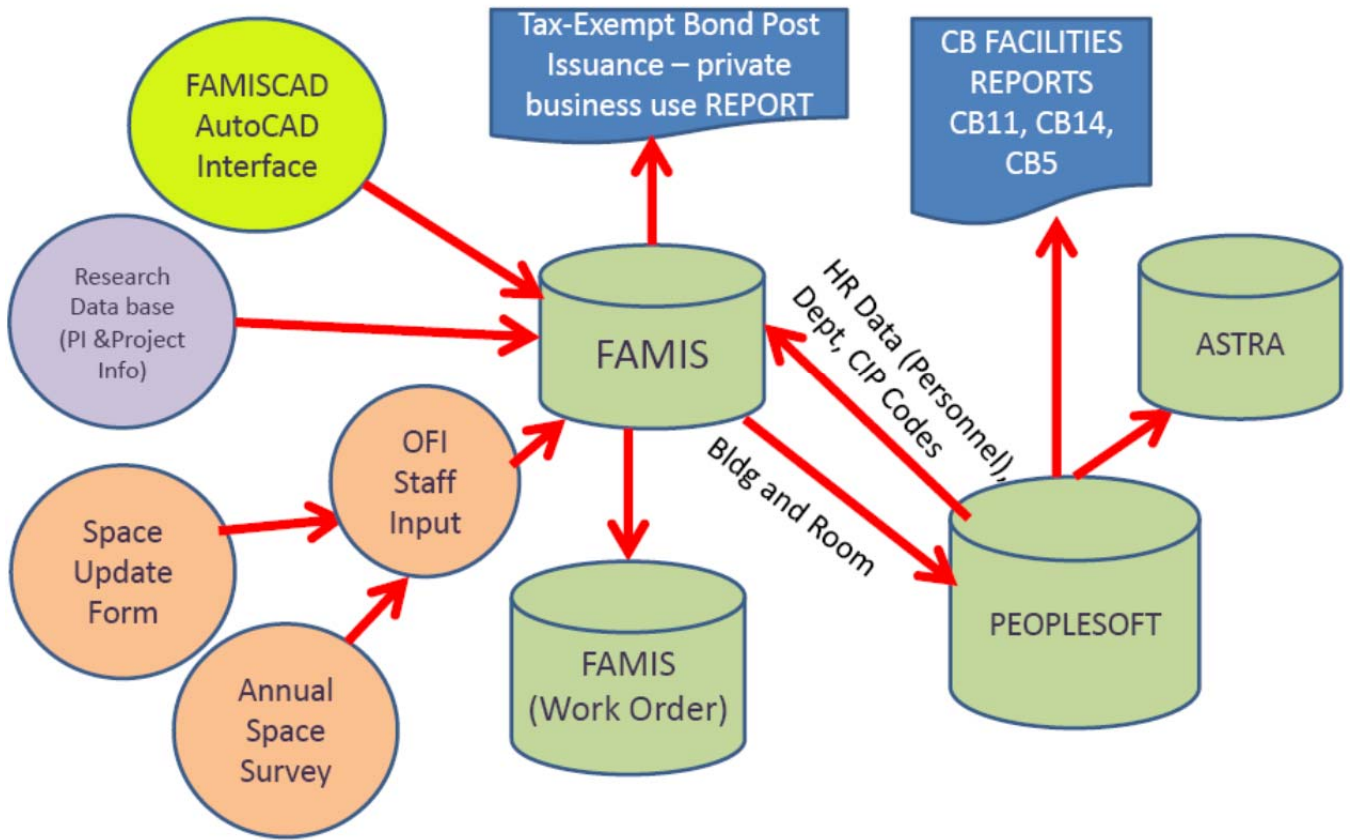 Tax-Exempt Bond Post
Issuance – private
business use REPORT
CB FACILITIES
REPORTS
CB11, CB14,
CB5
FAMISCAD
AutoCAD
Interface
Research
Data base
(PI &Project
Info)
FAMIS
HR Data (Personnel),
Dept, CIP Codes
ASTRA
OFI
Staff
Input
Bldg and Room
Space
Update
Form
PEOPLESOFT
FAMIS
(Work Order)
Annual
Space
Survey